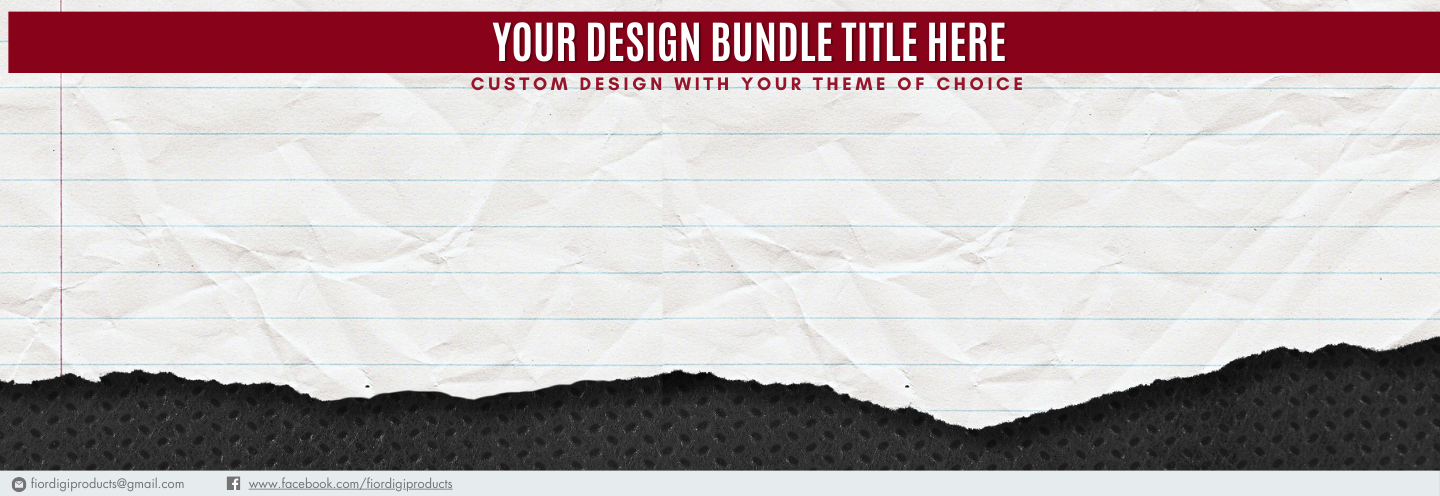 YOUR DESIGN BUNDLE TITLE HERE
CUSTOM DESIGN WITH YOUR THEME OF CHOICE
fiordigiproducts@gmail.com www.facebook.com/fiordigiproducts